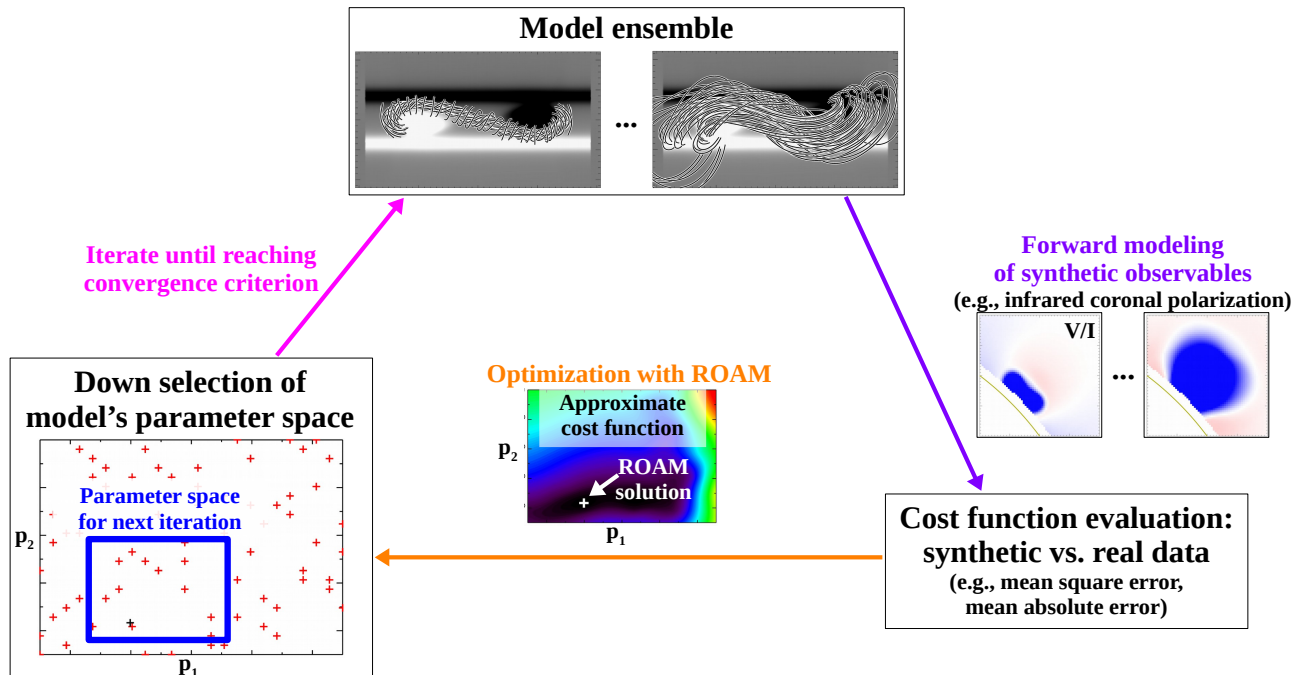 Model ensemble
...
Iterate until reaching
convergence criterion
Forward modeling
of synthetic observables
(e.g., infrared coronal polarization)
V/I
...
Down selection of
model's parameter space
Parameter space
for next iteration
p2
p1
Optimization with ROAM
Approximate
cost function
ROAM
solution
p2
p1
Cost function evaluation:
synthetic vs. real data
(e.g., mean square error,
mean absolute error)